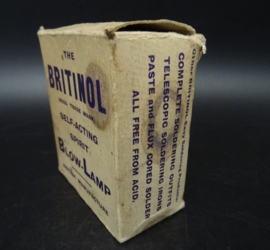 THE
BRITINOL
SELF-ACTING
SPIRIT
BLOW-LAMP
COMPLETE SOLDERING OUTFITS
TELESCOPIC SOLDERING IRONS
PASTE and FLUX CORED SOLDER
ALL FREE FROM ACID.